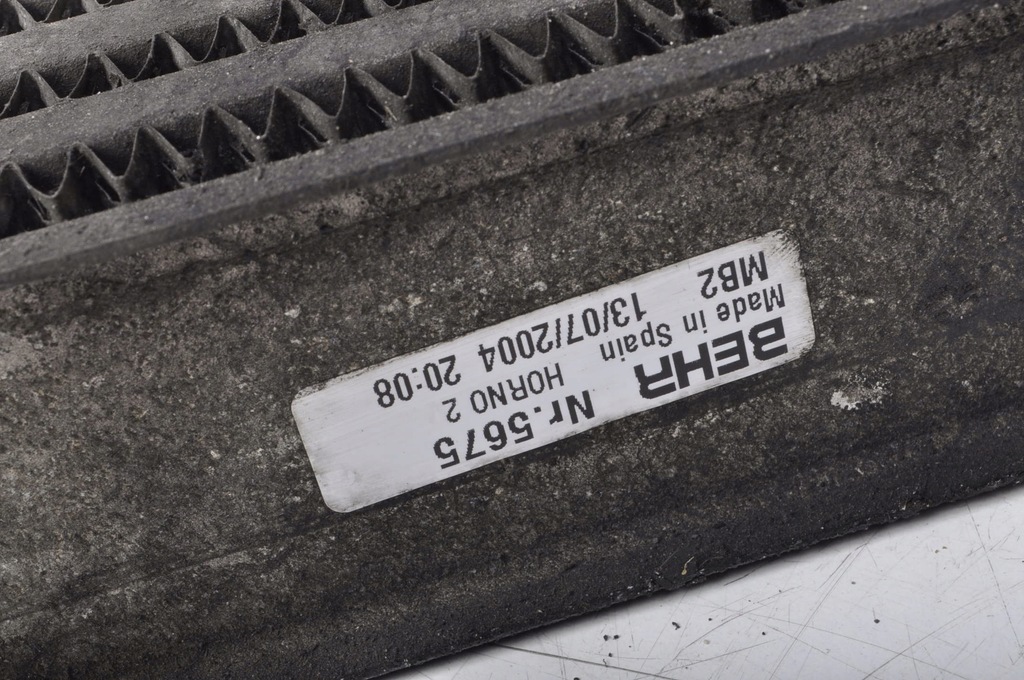 BEHR Nr.5675
Made in Spain HORNO 2
MB2 13/07/2004 20:08